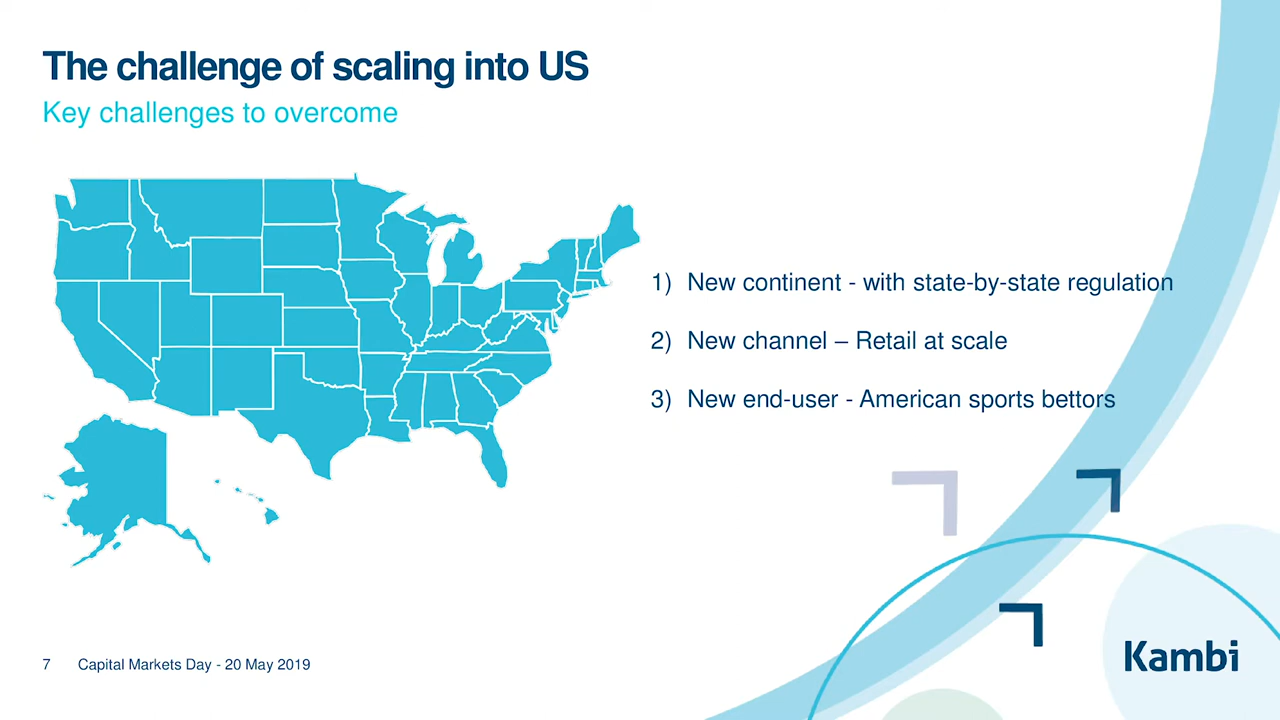 The challenge of scaling into US
Key challenges to overcome
1) New continent - with state-by-state regulation
2) New channel – Retail at scale
3) New end-user - American sports bettors
7 Capital Markets Day - 20 May 2019
Kambi